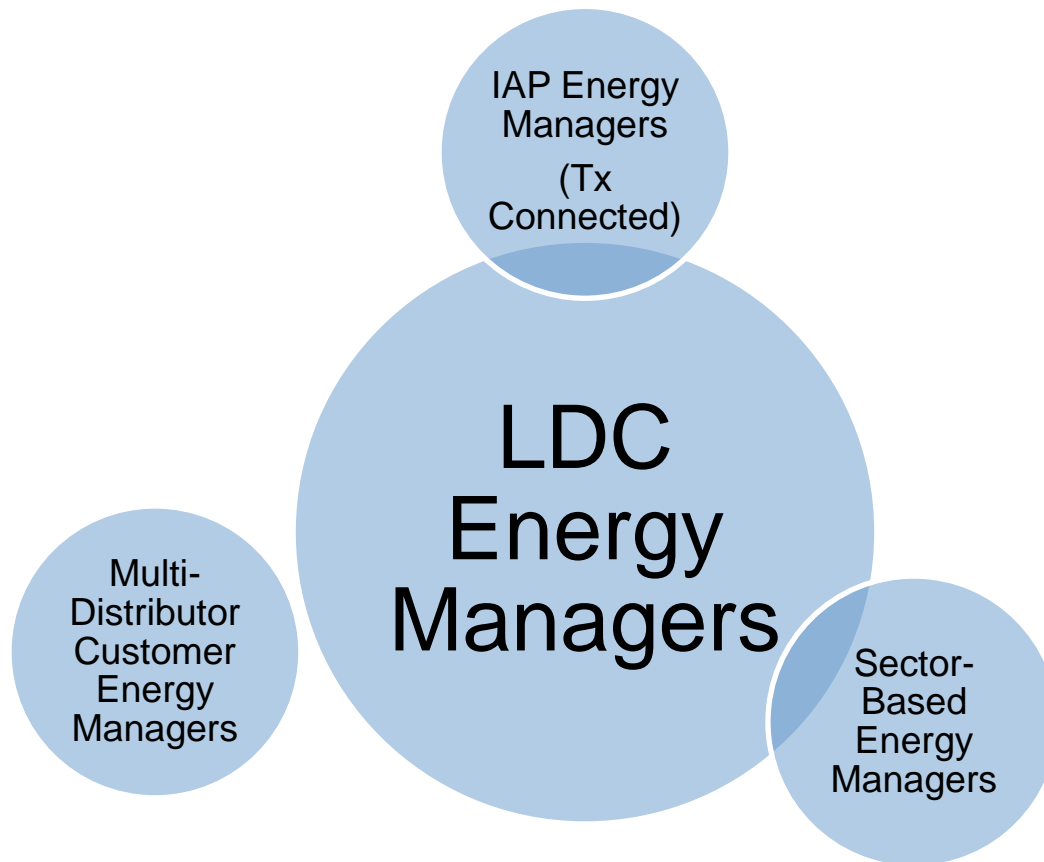 IAP Energy
Managers
(Tx
Connected)
LDC
Energy
Managers
Multi-
Distributor
Customer
Energy
Managers
Sector-
Based
Energy
Managers